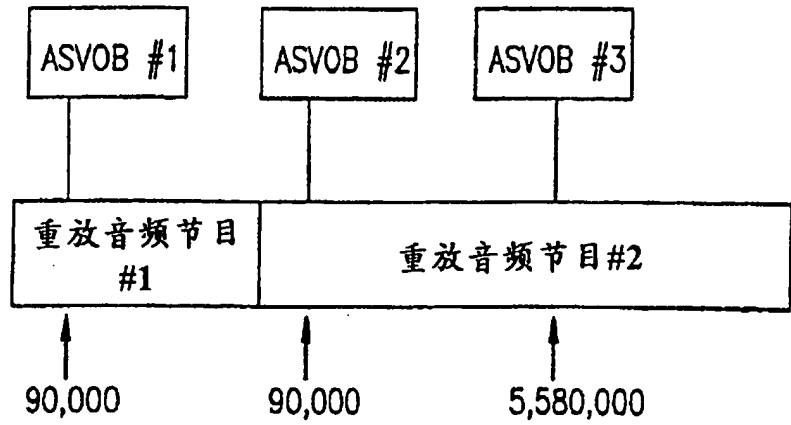 ASVOB #1
ASVOB #2
ASVOB #3
重放音频节目
#1
重放音频节目#2
90,000
90,000
5,580,000